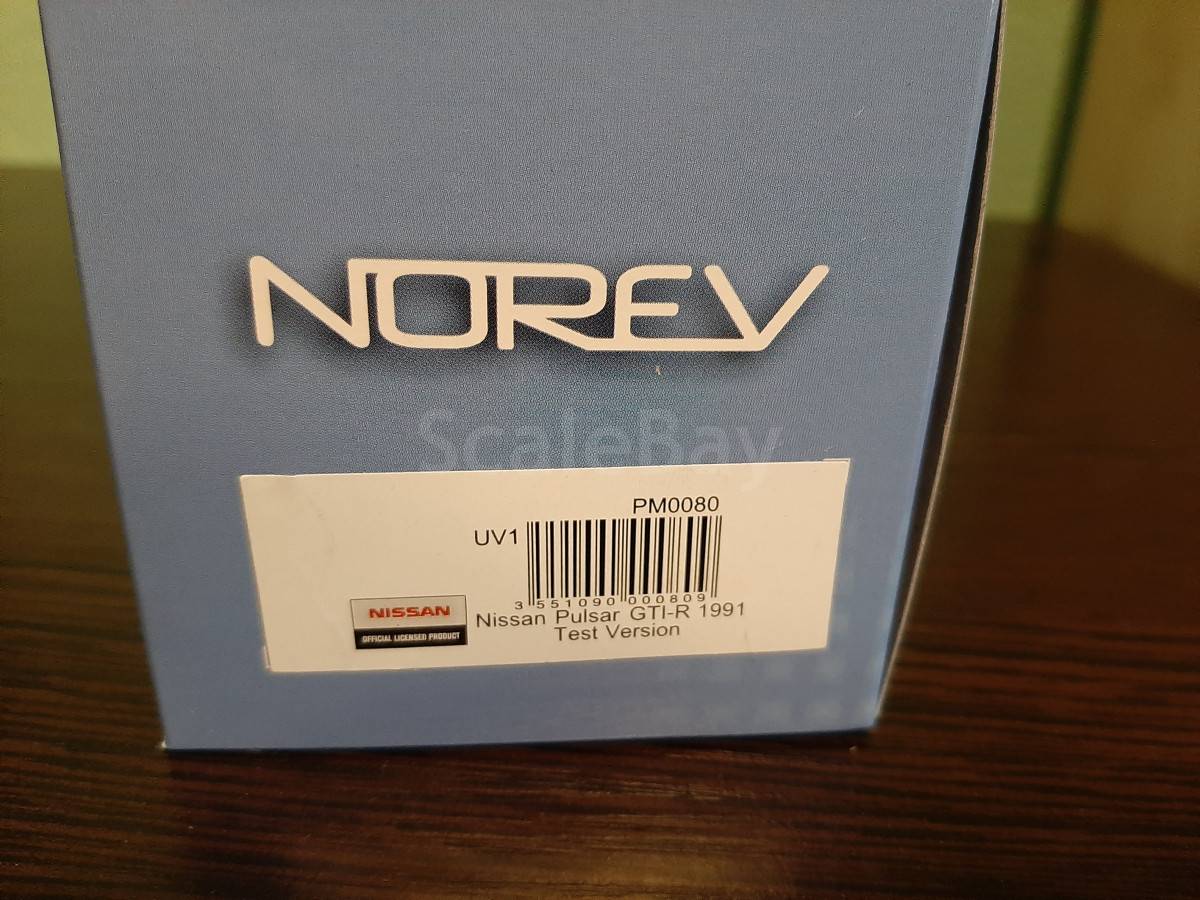 NOREV
ScaleBay
PM0080
UV1
3 551090 000809
NISSAN
OFFICIAL LICENSED PRODUCT
Nissan Pulsar GTI-R 1991
Test Version